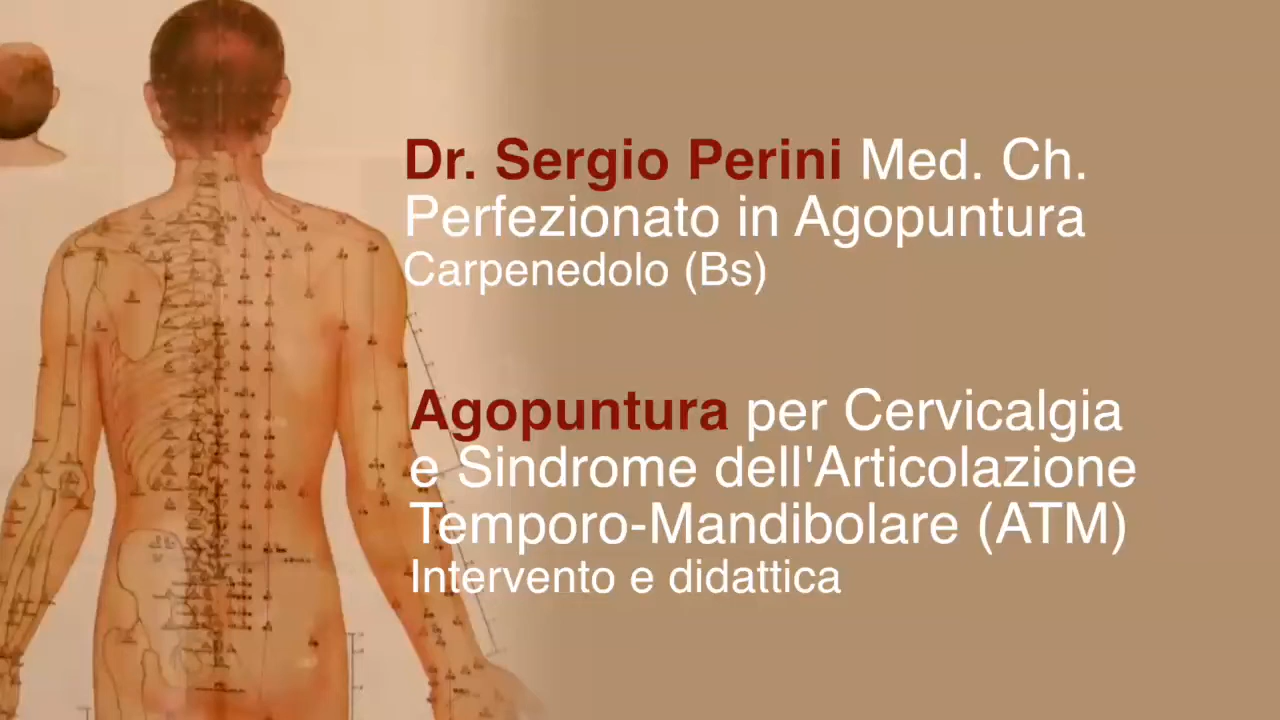 Dr. Sergio Perini Med. Ch.
Perfezionato in Agopuntura
Carpenedolo (Bs)
Agopuntura per Cervicalgia
e Sindrome dell'Articolazione
Temporo-Mandibolare (ATM)
Intervento e didattica